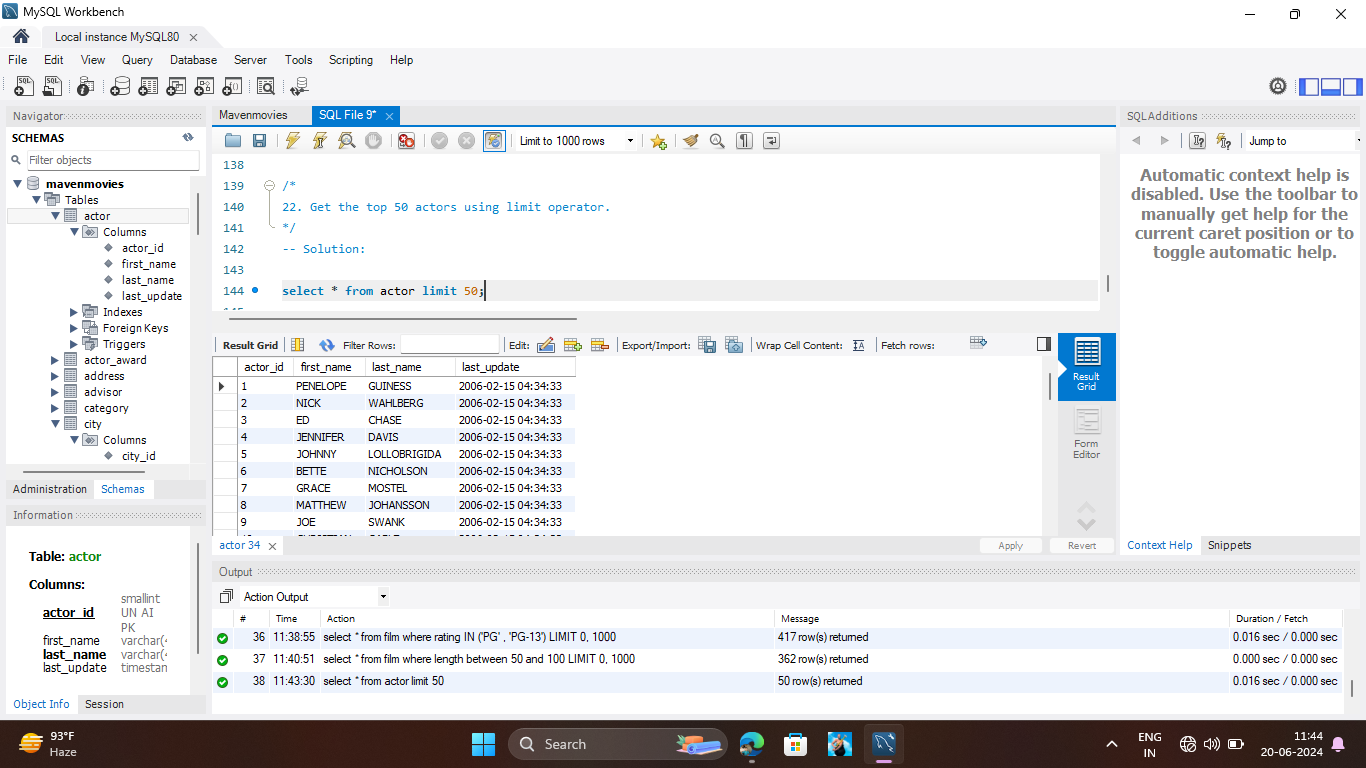 MySQL Workbench
Local instance MySQL80
File Edit View Query Database Server Tools Scripting Help
Navigator
SCHEMAS
Filter objects
mavenmovies
Tables
actor
Columns
actor_id
first_name
last_name
last_update
Indexes
Foreign Keys
Triggers
actor_award
address
advisor
category
city
Columns
city_id
Administration Schemas
Information
Table: actor
Columns:
actor_id smallint UN AI PK
first_name varchar(4
last_name varchar(4
last_update timestan
Object Info Session
Mavenmovies SQL File 9*
Limit to 1000 rows
138
139 /*
140 22. Get the top 50 actors using limit operator.
141 */
142 -- Solution:
143
144 select * from actor limit 50;
Result Grid Filter Rows: Edit: Export/Import: Wrap Cell Content: IA Fetch rows:
actor_id first_name last_name last_update
1 PENELOPE GUINESS 2006-02-15 04:34:33
2 NICK WAHLBERG 2006-02-15 04:34:33
3 ED CHASE 2006-02-15 04:34:33
4 JENNIFER DAVIS 2006-02-15 04:34:33
5 JOHNNY LOLLOBRIGIDA 2006-02-15 04:34:33
6 BETTE NICHOLSON 2006-02-15 04:34:33
7 GRACE MOSTEL 2006-02-15 04:34:33
8 MATTHEW JOHANSSON 2006-02-15 04:34:33
9 JOE SWANK 2006-02-15 04:34:33
Result
Grid
Form
Editor
actor 34 Apply Revert
SQLAdditions
Jump to
Automatic context help is
disabled. Use the toolbar to
manually get help for the
current caret position or to
toggle automatic help.
Context Help Snippets
Output
Action Output
# Time Action Message Duration / Fetch
36 11:38:55 select * from film where rating IN ('PG' , 'PG-13') LIMIT 0, 1000 417 row(s) returned 0.016 sec / 0.000 sec
37 11:40:51 select * from film where length between 50 and 100 LIMIT 0, 1000 362 row(s) returned 0.000 sec / 0.000 sec
38 11:43:30 select * from actor limit 50 50 row(s) returned 0.016 sec / 0.000 sec
93°F
Haze
Search
ENG
IN
11:44
20-06-2024